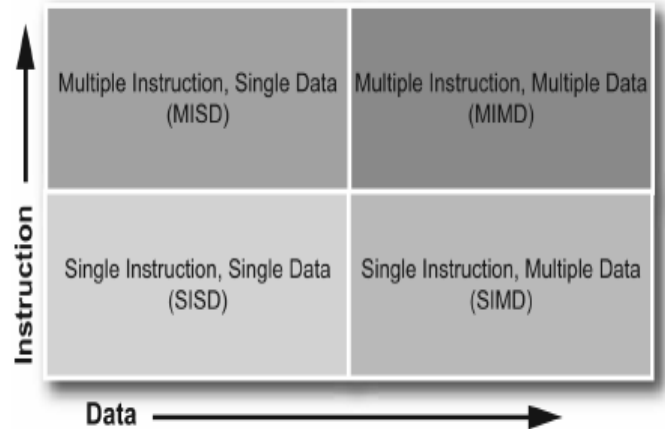 Multiple Instruction, Single Data
(MISD)
Multiple Instruction, Multiple Data
(MIMD)
Single Instruction, Single Data
(SISD)
Single Instruction, Multiple Data
(SIMD)
Instruction
Data